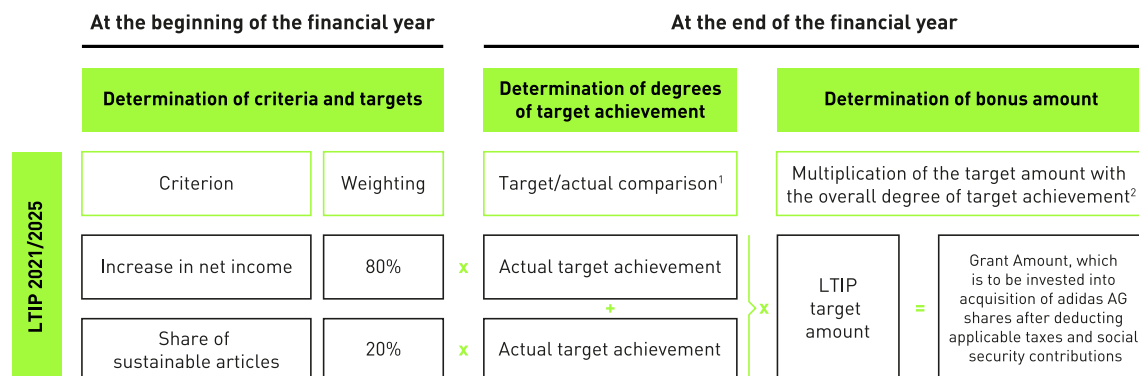 At the beginning of the financial year
At the end of the financial year
Determination of criteria and targets
Determination of degrees
of target achievement
Determination of bonus amount
LTIP 2021/2025
Criterion
Weighting
Target/actual comparison¹
Multiplication of the target amount with
the overall degree of target achievement²
Increase in net income
80%
x
Actual target achievement
+
Share of
sustainable articles
20%
x
Actual target achievement
x
LTIP
target
amount
=
Grant Amount, which
is to be invested into
acquisition of adidas AG
shares after deducting
applicable taxes and social
security contributions